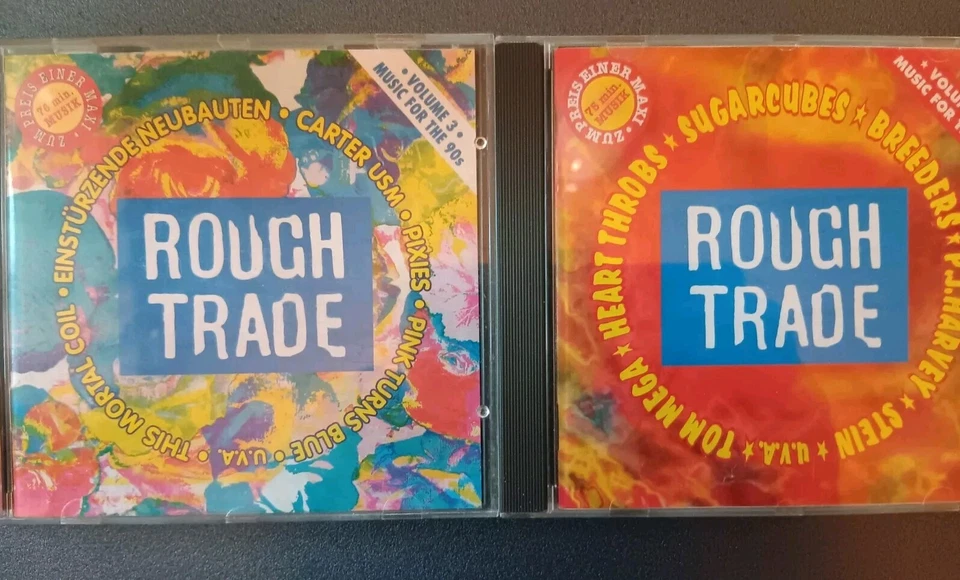 ZUM PREIS EINER MAXI •
76 min. MUSIK
• VOLUME 3 •
MUSIC FOR THE 90s
• EINSTÜRZENDE NEUBAUTEN • CARTER USM • PIXIES • PINK TURNS BLUE • U.V.A. • THIS MORTAL COIL
ROUGH
TRADE
ZUM PREIS EINER MAXI •
75 min. MUSIK
MUSIC FOR
★ HEART THROBS ★ SUGARCUBES ★ BREEDERS ★ P.J.HARVEY ★ STEIN ★ U.V.A. ★ TOM MEGA
ROUGH
TRADE